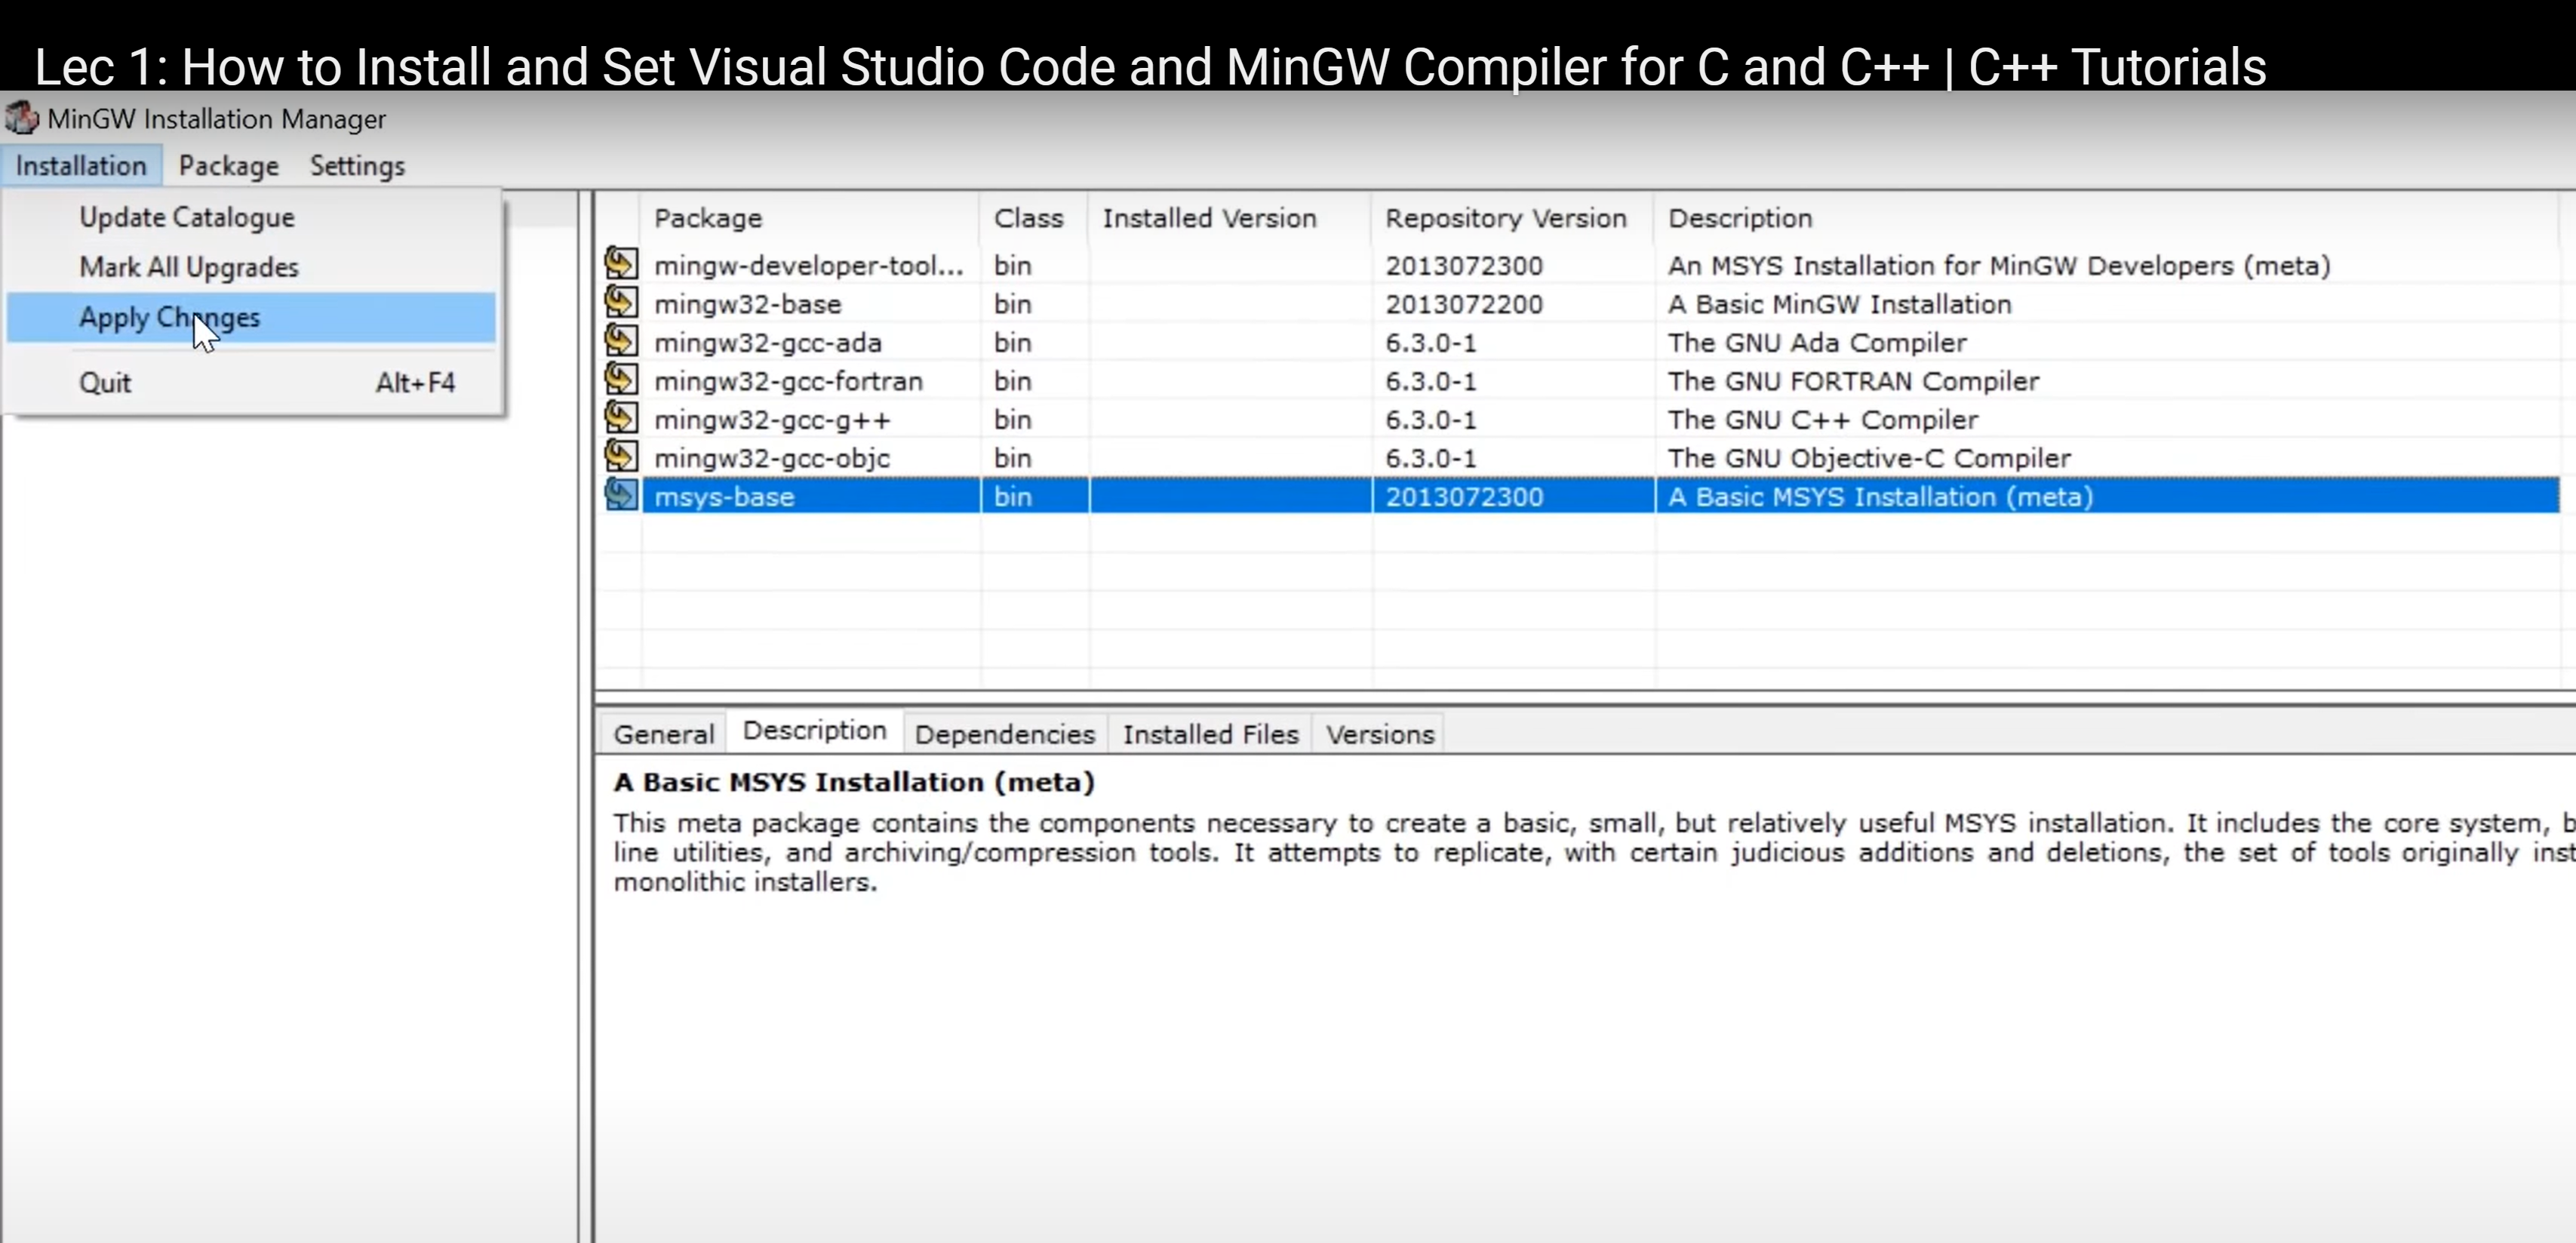 Lec 1: How to Install and Set Visual Studio Code and MinGW Compiler for C and C++ | C++ Tutorials
MinGW Installation Manager
Installation Package Settings
Update Catalogue
Mark All Upgrades
Apply Changes
Quit Alt+F4
Package Class Installed Version Repository Version Description
mingw-developer-tool... bin 2013072300 An MSYS Installation for MinGW Developers (meta)
mingw32-base bin 2013072200 A Basic MinGW Installation
mingw32-gcc-ada bin 6.3.0-1 The GNU Ada Compiler
mingw32-gcc-fortran bin 6.3.0-1 The GNU FORTRAN Compiler
mingw32-gcc-g++ bin 6.3.0-1 The GNU C++ Compiler
mingw32-gcc-objc bin 6.3.0-1 The GNU Objective-C Compiler
msys-base bin 2013072300 A Basic MSYS Installation (meta)
General Description Dependencies Installed Files Versions
A Basic MSYS Installation (meta)
This meta package contains the components necessary to create a basic, small, but relatively useful MSYS installation. It includes the core system, b
line utilities, and archiving/compression tools. It attempts to replicate, with certain judicious additions and deletions, the set of tools originally inst
monolithic installers.